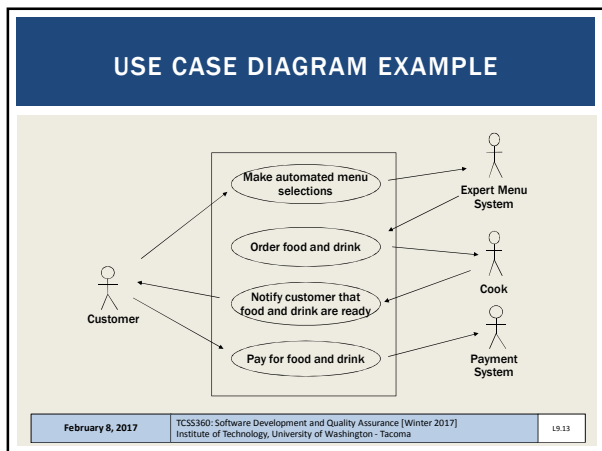 USE CASE DIAGRAM EXAMPLE
Make automated menu
selections
Expert Menu
System
Order food and drink
Cook
Notify customer that
food and drink are ready
Customer
Pay for food and drink
Payment
System
February 8, 2017
TCSS360: Software Development and Quality Assurance [Winter 2017]
Institute of Technology, University of Washington - Tacoma
L9.13